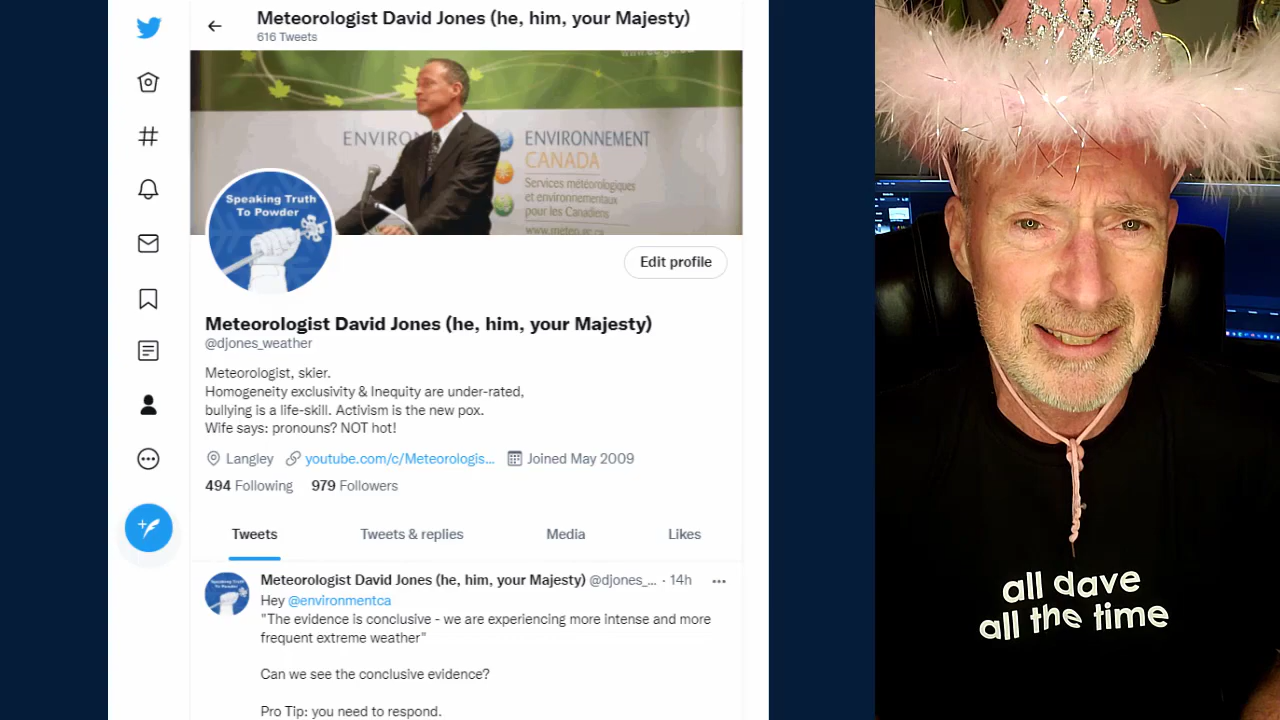 Meteorologist David Jones (he, him, your Majesty)
616 Tweets
ENVIRO
ENVIRONNEMENT
CANADA
Services météorologiques
et environnementaux
pour les Canadiens
Speaking Truth
To Powder
Edit profile
Meteorologist David Jones (he, him, your Majesty)
@djones_weather
Meteorologist, skier.
Homogeneity exclusivity & Inequity are under-rated,
bullying is a life-skill. Activism is the new pox.
Wife says: pronouns? NOT hot!
Langley youtube.com/c/Meteorologis... Joined May 2009
494 Following 979 Followers
Tweets Tweets & replies Media Likes
Meteorologist David Jones (he, him, your Majesty) @djones_... · 14h
Hey @environmentca
"The evidence is conclusive - we are experiencing more intense and more
frequent extreme weather"
Can we see the conclusive evidence?
Pro Tip: you need to respond.
all dave
all the time